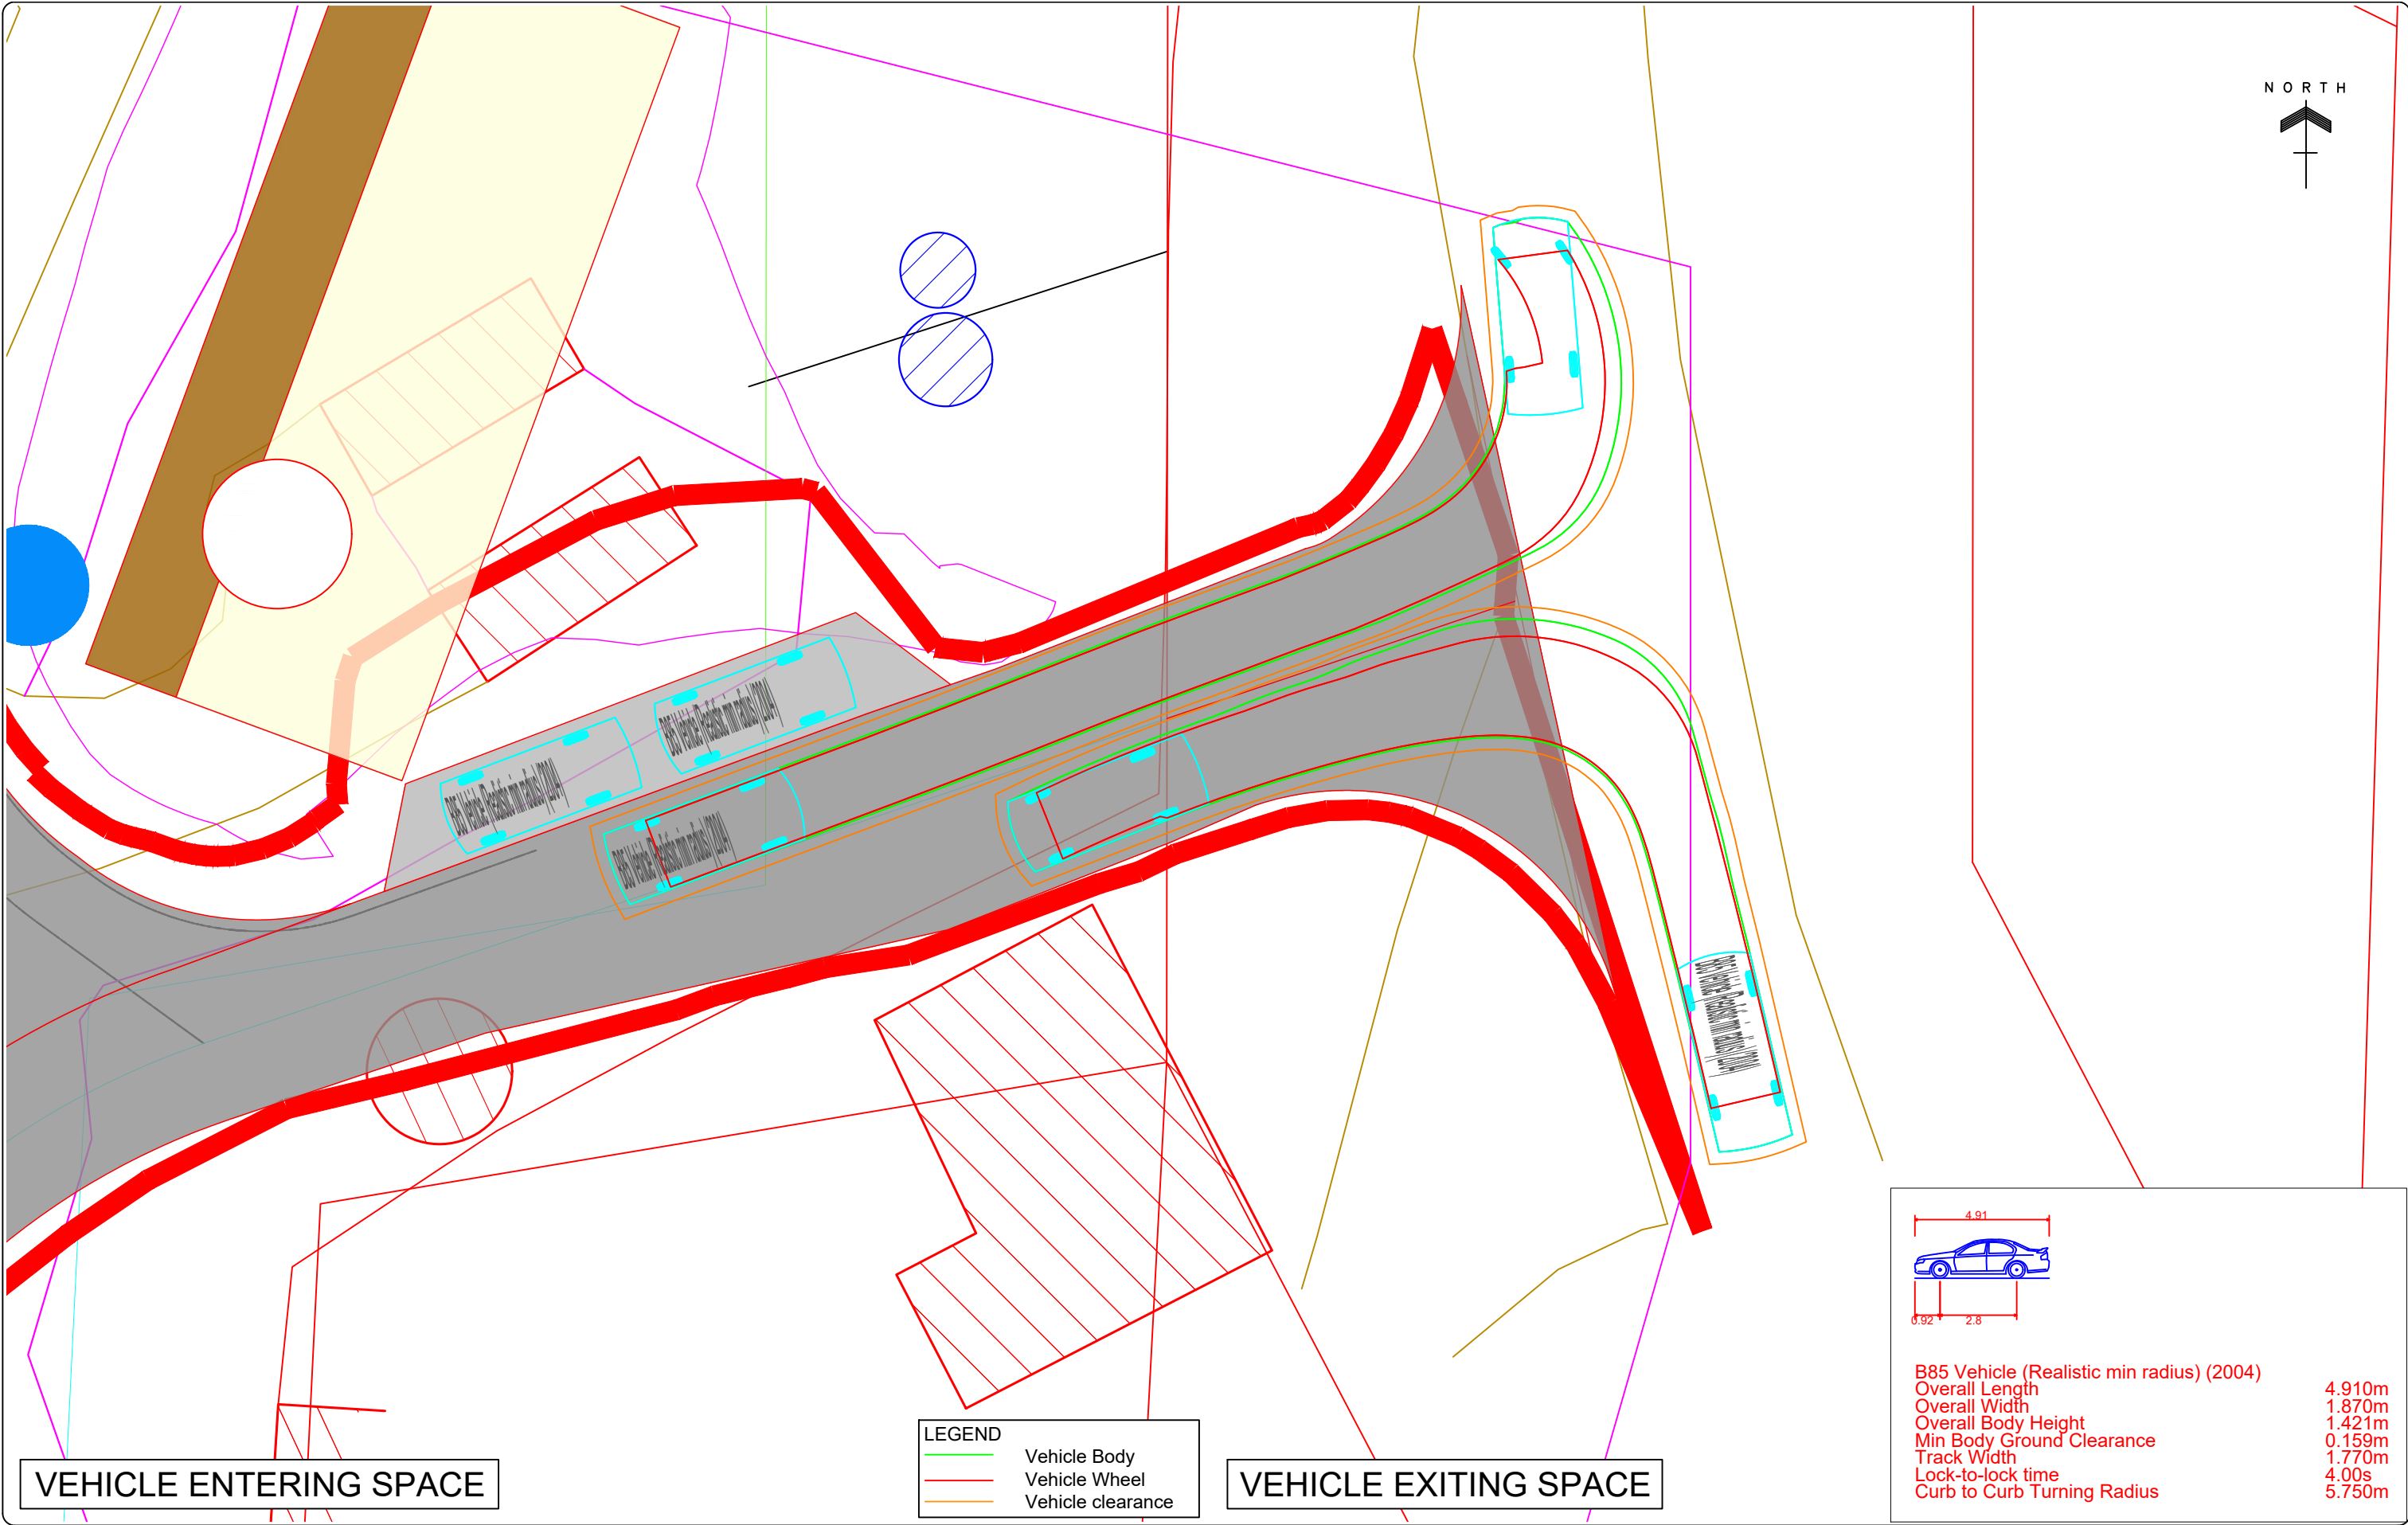 N O R T H
4.91
0.92
2.8
B85 Vehicle (Realistic min radius) (2004)
Overall Length 4.910m
Overall Width 1.870m
Overall Body Height 1.421m
Min Body Ground Clearance 0.159m
Track Width 1.770m
Lock-to-lock time 4.00s
Curb to Curb Turning Radius 5.750m
LEGEND
Vehicle Body
Vehicle Wheel
Vehicle clearance
VEHICLE ENTERING SPACE
VEHICLE EXITING SPACE